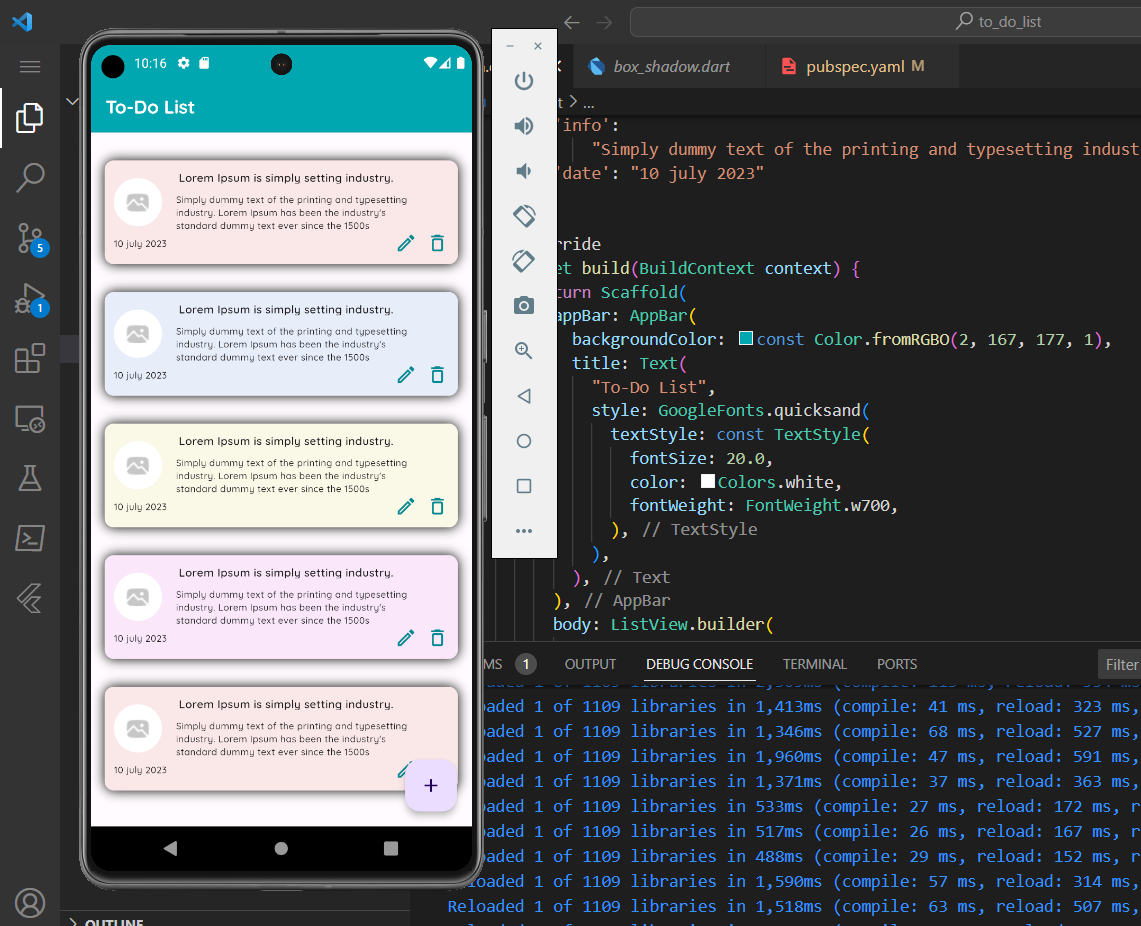 to_do_list
10:16
To-Do List
Lorem Ipsum is simply setting industry.
Simply dummy text of the printing and typesetting
industry. Lorem Ipsum has been the industry's
standard dummy text ever since the 1500s
10 july 2023
Lorem Ipsum is simply setting industry.
Simply dummy text of the printing and typesetting
industry. Lorem Ipsum has been the industry's
standard dummy text ever since the 1500s
10 july 2023
Lorem Ipsum is simply setting industry.
Simply dummy text of the printing and typesetting
industry. Lorem Ipsum has been the industry's
standard dummy text ever since the 1500s
10 july 2023
Lorem Ipsum is simply setting industry.
Simply dummy text of the printing and typesetting
industry. Lorem Ipsum has been the industry's
standard dummy text ever since the 1500s
10 july 2023
Lorem Ipsum is simply setting industry.
Simply dummy text of the printing and typesetting
industry. Lorem Ipsum has been the industry's
standard dummy text ever since the 1500s
10 july 2023
+
5
1
box_shadow.dart
pubspec.yaml M
t > ...
'info':
"Simply dummy text of the printing and typesetting indust
'date': "10 july 2023"
rride
et build(BuildContext context) {
turn Scaffold(
appBar: AppBar(
backgroundColor: const Color.fromRGBO(2, 167, 177, 1),
title: Text(
"To-Do List",
style: GoogleFonts.quicksand(
textStyle: const TextStyle(
fontSize: 20.0,
color: Colors.white,
fontWeight: FontWeight.w700,
), // TextStyle
),
), // Text
), // AppBar
body: ListView.builder(
MS 1 OUTPUT DEBUG CONSOLE TERMINAL PORTS Filter
oaded 1 of 1109 libraries in 1,413ms (compile: 41 ms, reload: 323 ms,
oaded 1 of 1109 libraries in 1,346ms (compile: 68 ms, reload: 527 ms,
oaded 1 of 1109 libraries in 1,960ms (compile: 47 ms, reload: 591 ms,
oaded 1 of 1109 libraries in 1,371ms (compile: 37 ms, reload: 363 ms,
oaded 1 of 1109 libraries in 533ms (compile: 27 ms, reload: 172 ms, r
oaded 1 of 1109 libraries in 517ms (compile: 26 ms, reload: 167 ms, r
oaded 1 of 1109 libraries in 488ms (compile: 29 ms, reload: 152 ms, r
oaded 1 of 1109 libraries in 1,590ms (compile: 57 ms, reload: 314 ms,
Reloaded 1 of 1109 libraries in 1,518ms (compile: 63 ms, reload: 507 ms,
OUTLINE